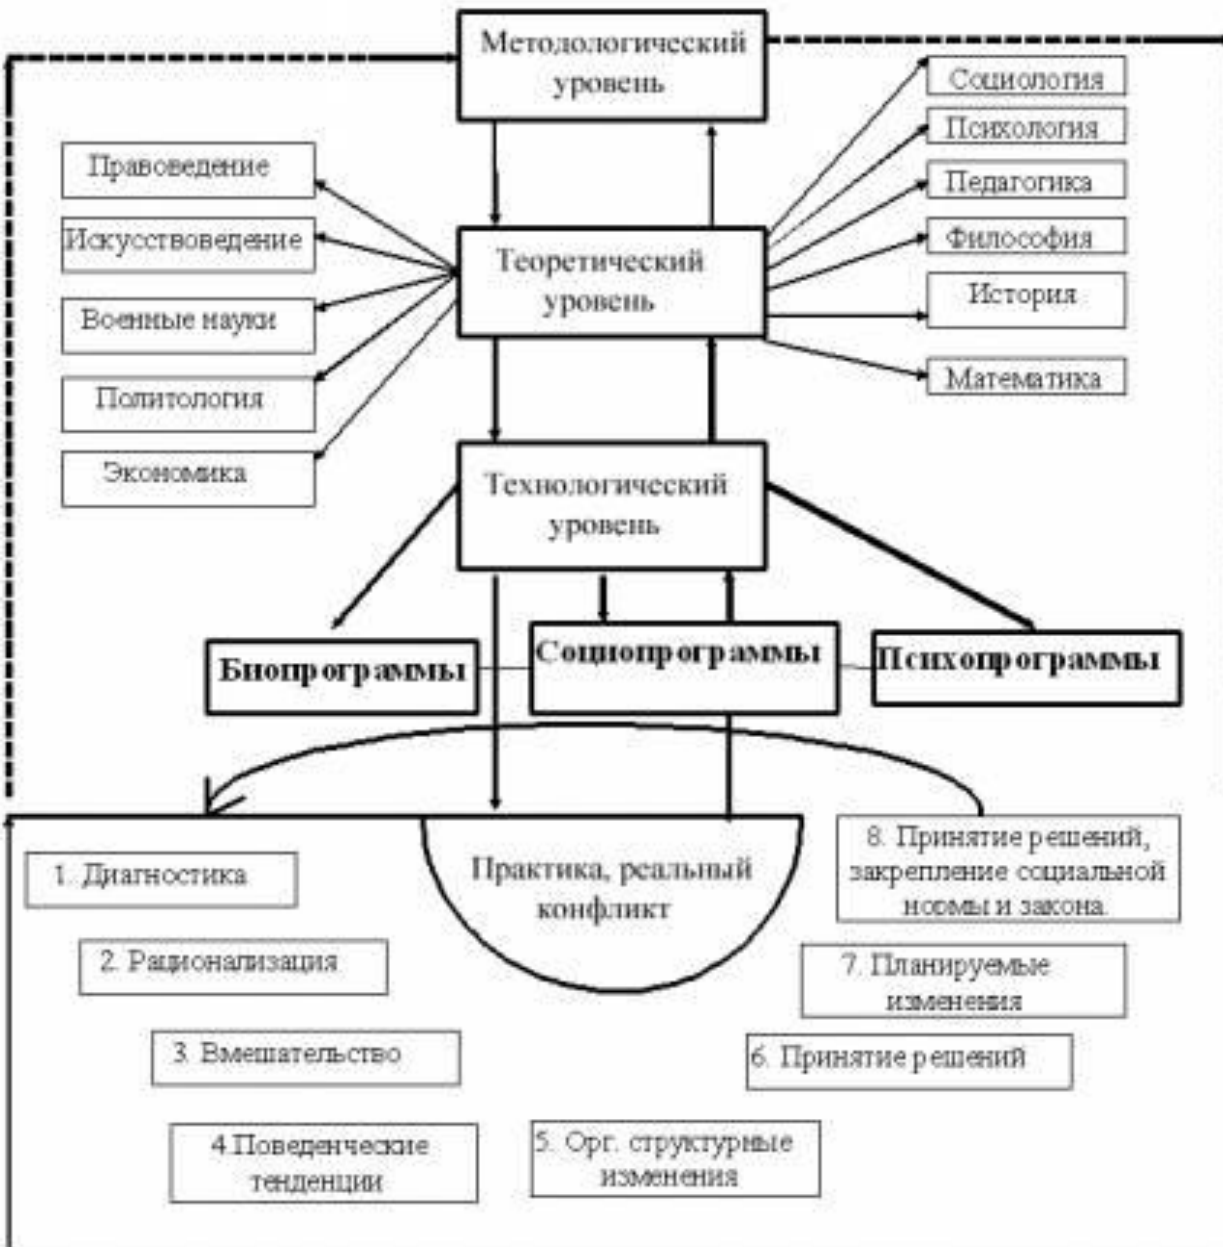 Методологический
уровень
Социология
Психология
Педагогика
Философия
История
Математика
Правоведение
Искусствоведение
Военные науки
Политология
Экономика
Теоретический
уровень
Технологический
уровень
Биопрограммы
Социопрограммы
Психопрограммы
Практика, реальный
конфликт
1. Диагностика
2. Рационализация
3. Вмешательство
4.Поведенческие
тенденции
5. Орг. структурные
изменения
6. Принятие решений
7. Планируемые
изменения
8. Принятие решений,
закрепление социальной
нормы и закона.